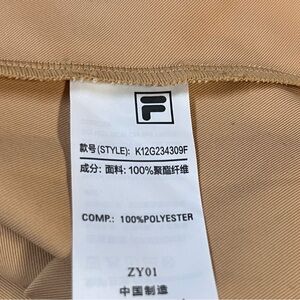 F
款号(STYLE): K12G234309F
成分: 面料: 100%聚酯纤维
COMP.: 100%POLYESTER
ZY01
中国制造